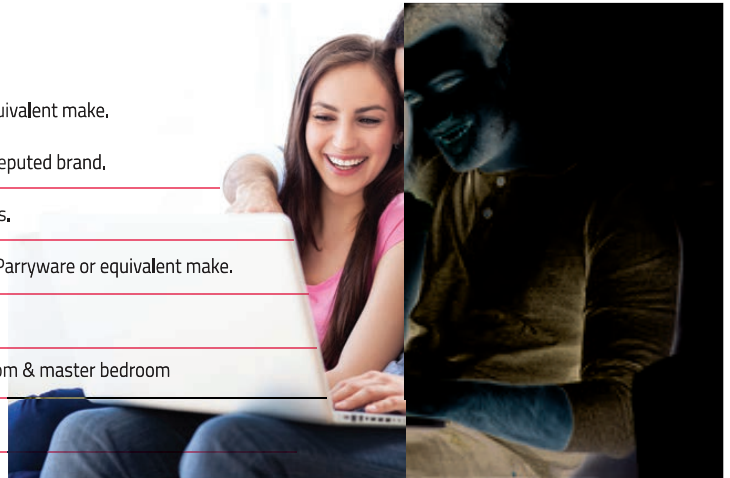 uivalent make.
eputed brand.
s.
Parryware or equivalent make.
om & master bedroom